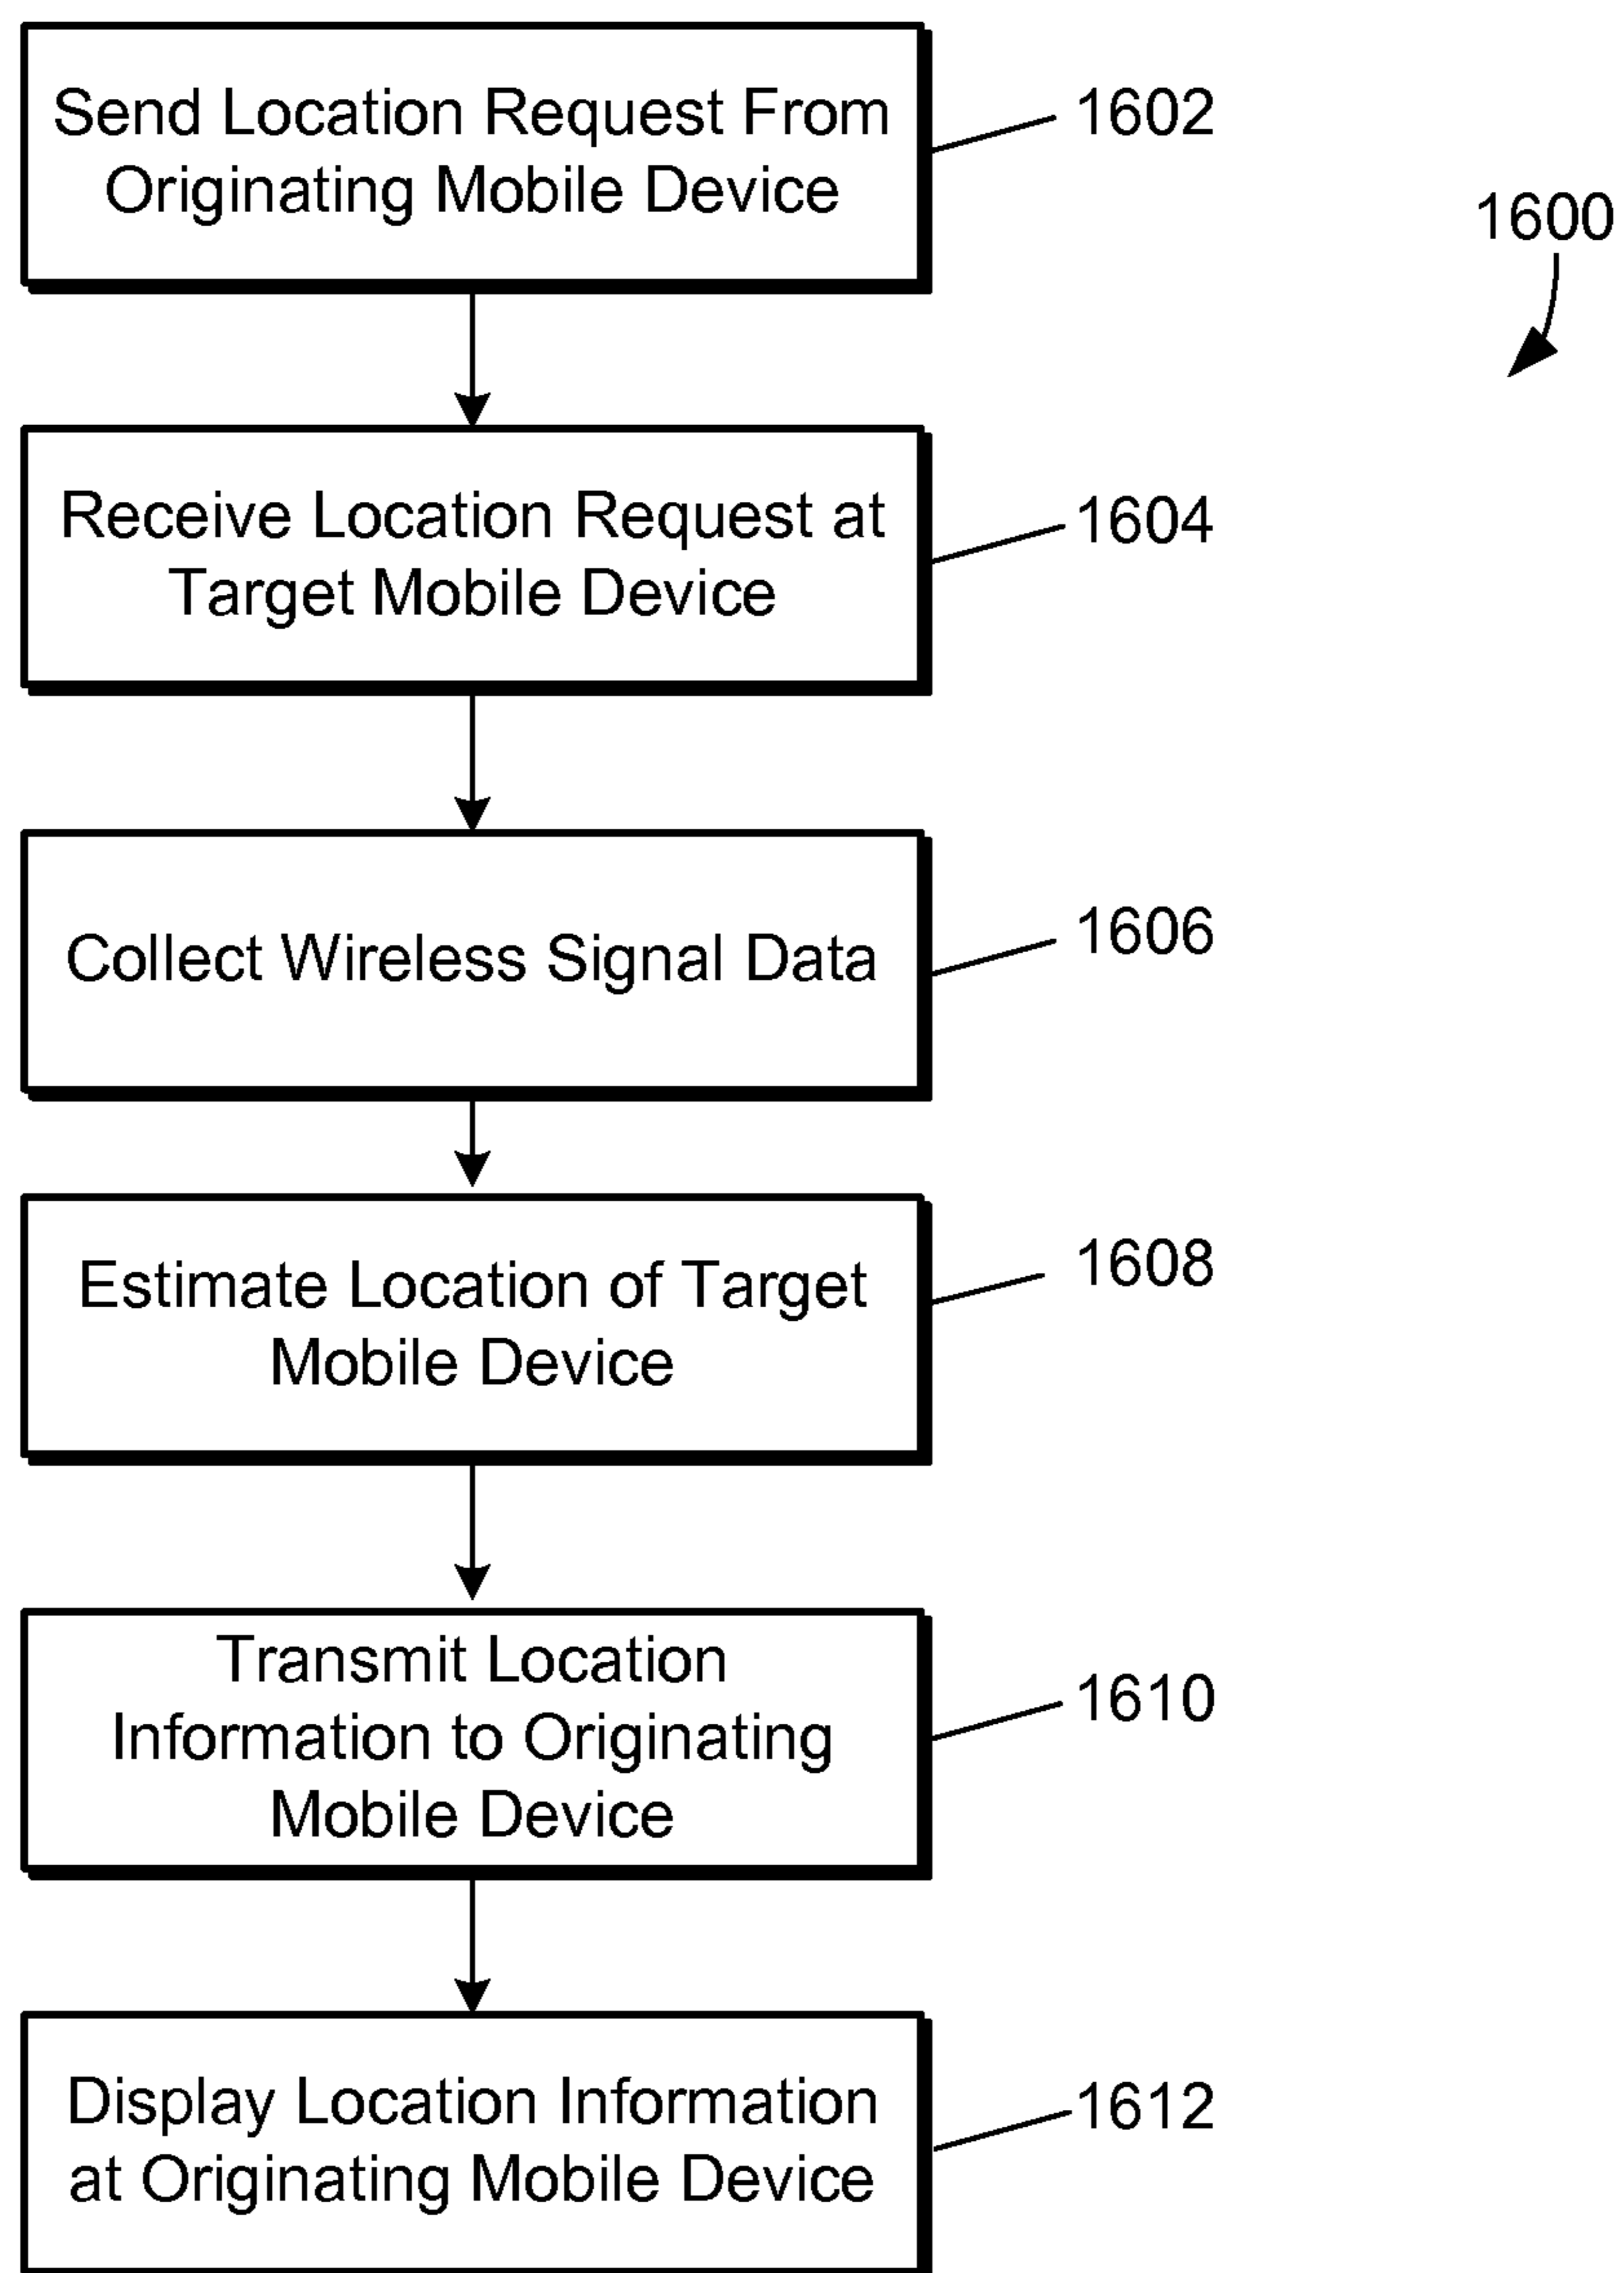 Send Location Request From
Originating Mobile Device
1602
1600
Receive Location Request at
Target Mobile Device
1604
Collect Wireless Signal Data
1606
Estimate Location of Target
Mobile Device
1608
Transmit Location
Information to Originating
Mobile Device
1610
Display Location Information
at Originating Mobile Device
1612